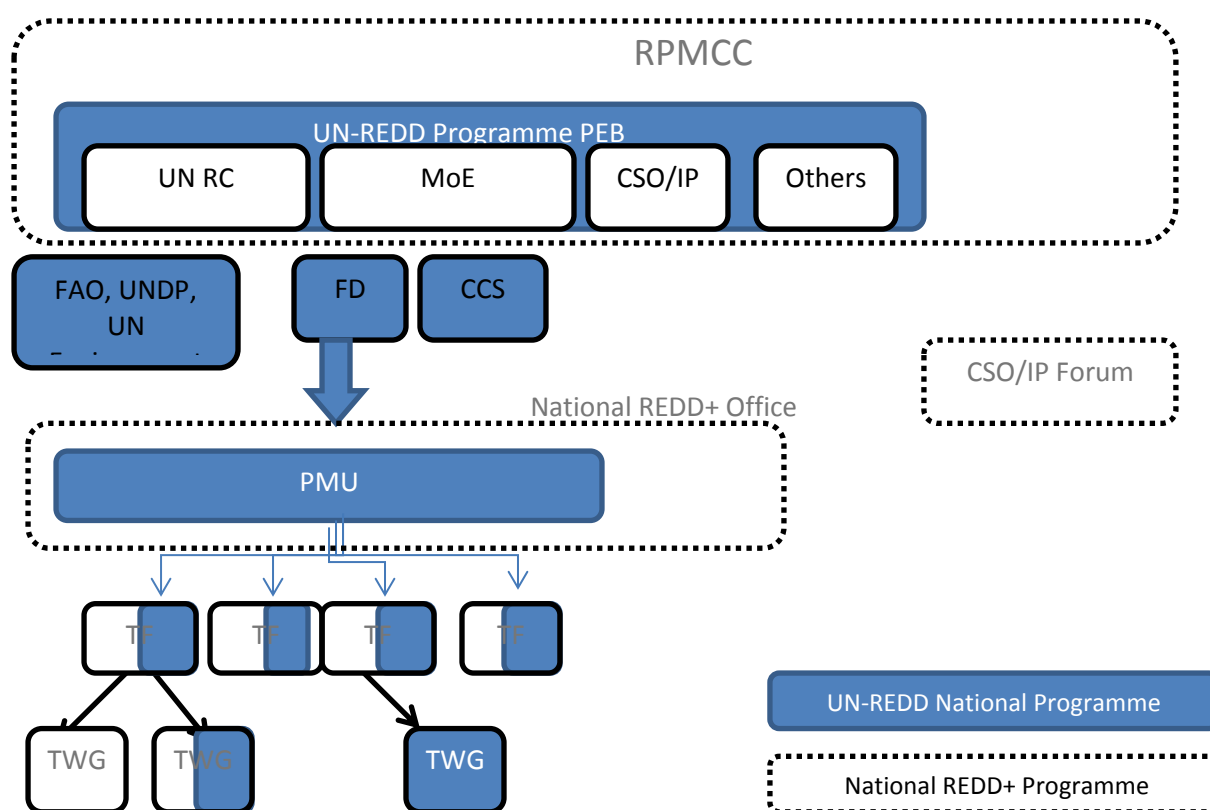 RPMCC
UN-REDD Programme PEB
UN RC
MoE
CSO/IP
Others
FAO, UNDP,
UN
FD
CCS
CSO/IP Forum
National REDD+ Office
PMU
TF
TF
TF
TF
UN-REDD National Programme
TWG
TWG
TWG
National REDD+ Programme